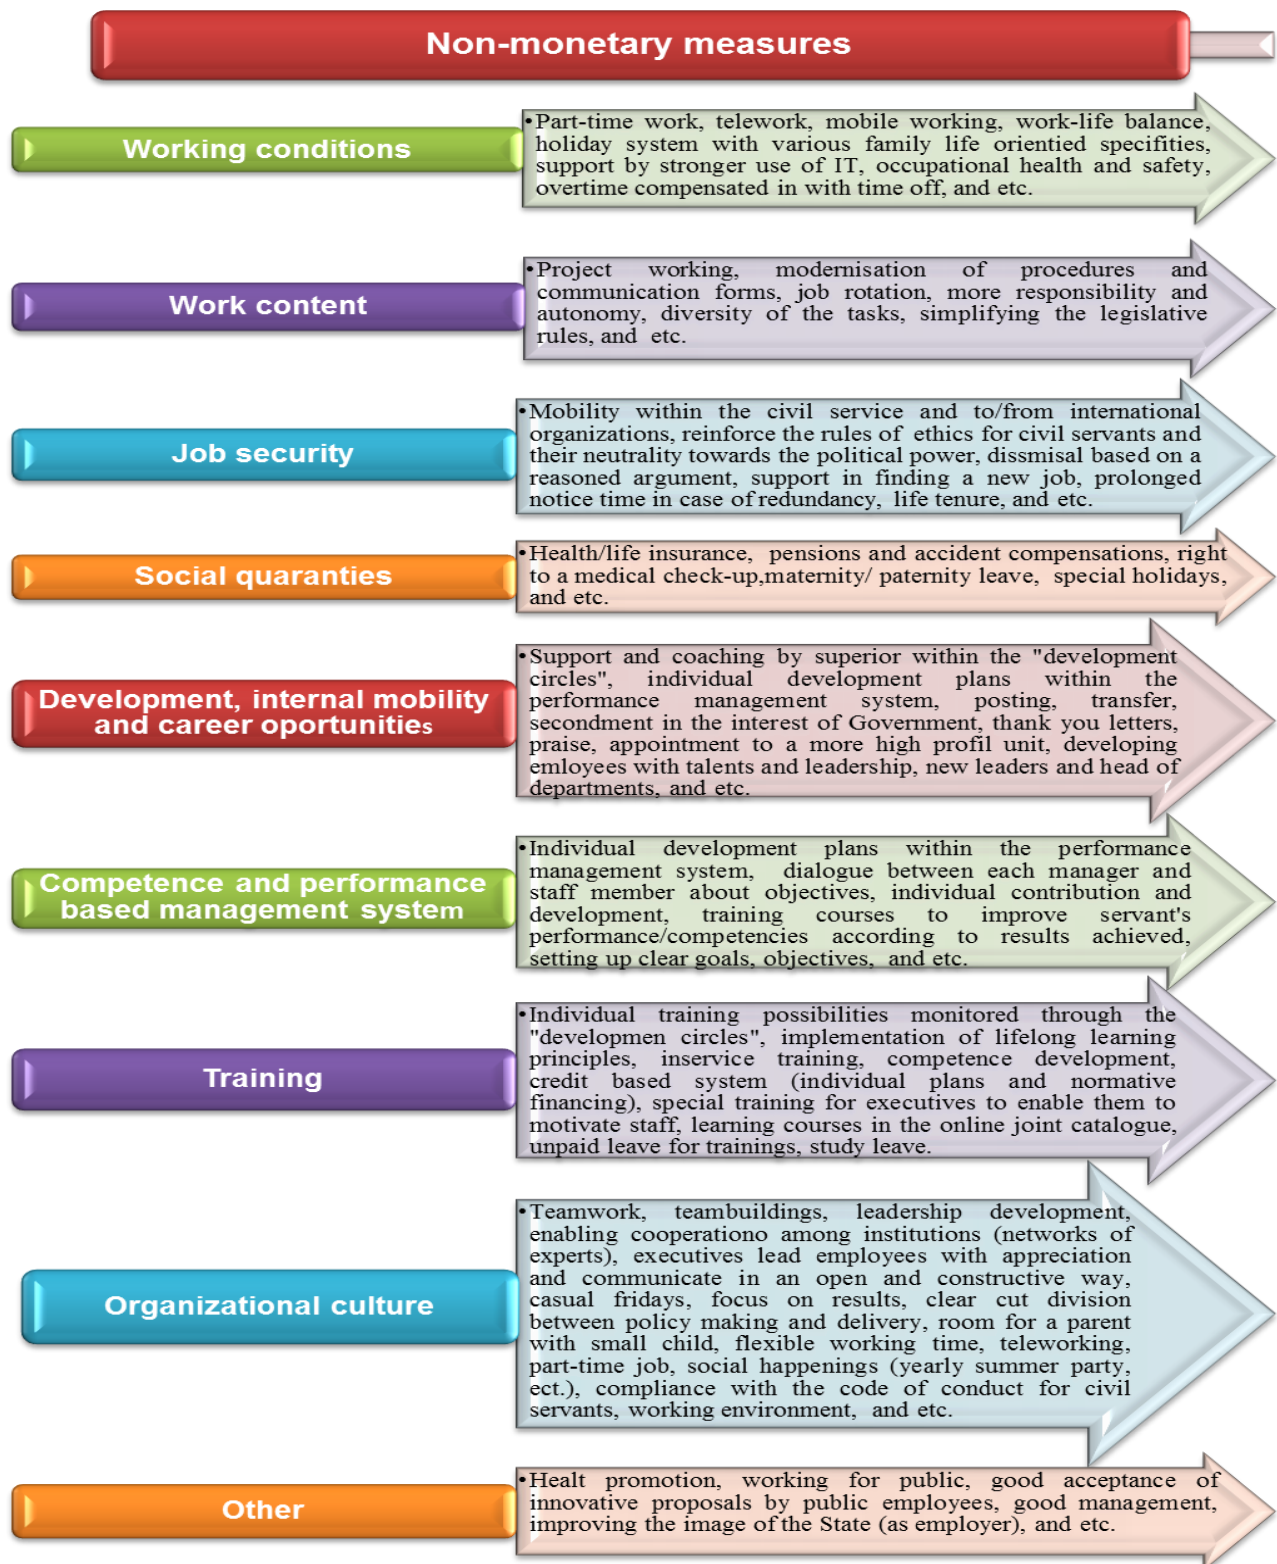 Non-monetary measures
Working conditions
•Part-time work, telework, mobile working, work-life balance,
holiday system with various family life orientied specifities,
support by stronger use of IT, occupational health and safety,
overtime compensated in with time off, and etc.
Work content
•Project working, modernisation of procedures and
communication forms, job rotation, more responsibility and
autonomy, diversity of the tasks, simplifying the legislative
rules, and etc.
Job security
•Mobility within the civil service and to/from international
organizations, reinforce the rules of ethics for civil servants and
their neutrality towards the political power, dissmisal based on a
reasoned argument, support in finding a new job, prolonged
notice time in case of redundancy, life tenure, and etc.
Social quaranties
•Health/life insurance, pensions and accident compensations, right
to a medical check-up,maternity/ paternity leave, special holidays,
and etc.
Development, internal mobility
and career oportunities
•Support and coaching by superior within the "development
circles", individual development plans within the
performance management system, posting, transfer,
secondment in the interest of Government, thank you letters,
praise, appointment to a more high profil unit, developing
emloyees with talents and leadership, new leaders and head of
departments, and etc.
Competence and performance
based management system
•Individual development plans within the performance
management system, dialogue between each manager and
staff member about objectives, individual contribution and
development, training courses to improve servant's
performance/competencies according to results achieved,
setting up clear goals, objectives, and etc.
Training
•Individual training possibilities monitored through the
"developmen circles", implementation of lifelong learning
principles, inservice training, competence development,
credit based system (individual plans and normative
financing), special training for executives to enable them to
motivate staff, learning courses in the online joint catalogue,
unpaid leave for trainings, study leave.
Organizational culture
•Teamwork, teambuildings, leadership development,
enabling cooperationo among institutions (networks of
experts), executives lead employees with appreciation
and communicate in an open and constructive way,
casual fridays, focus on results, clear cut division
between policy making and delivery, room for a parent
with small child, flexible working time, teleworking,
part-time job, social happenings (yearly summer party,
ect.), compliance with the code of conduct for civil
servants, working environment, and etc.
Other
•Healt promotion, working for public, good acceptance of
innovative proposals by public employees, good management,
improving the image of the State (as employer), and etc.